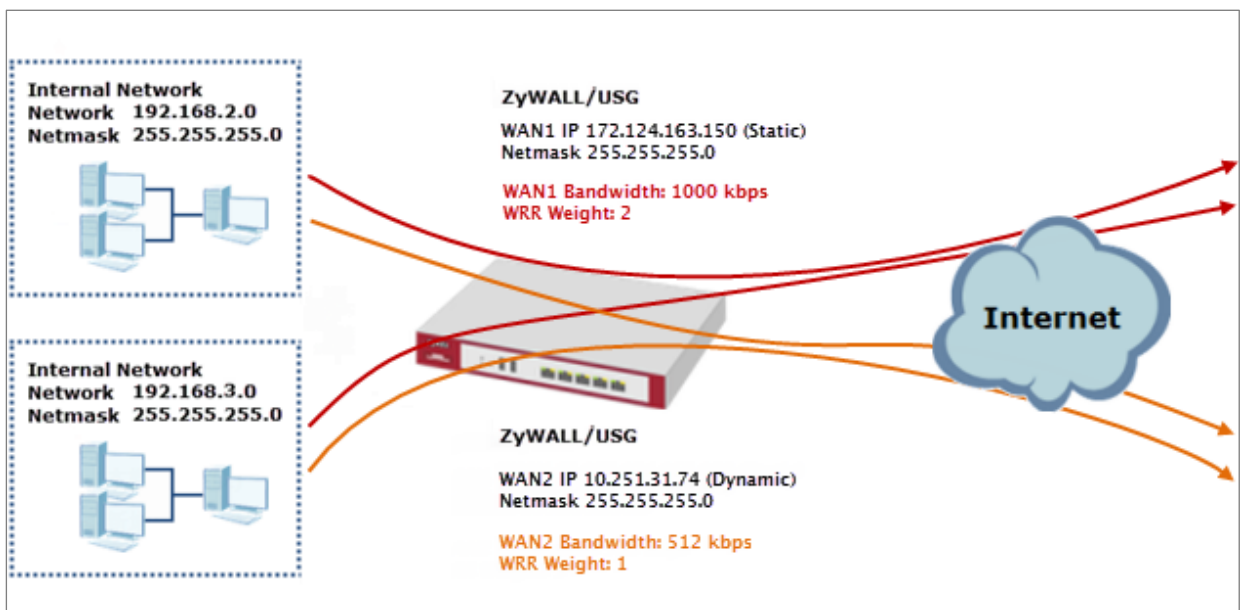 Internal Network
Network 192.168.2.0
Netmask 255.255.255.0
ZyWALL/USG
WAN1 IP 172.124.163.150 (Static)
Netmask 255.255.255.0
WAN1 Bandwidth: 1000 kbps
WRR Weight: 2
Internet
Internal Network
Network 192.168.3.0
Netmask 255.255.255.0
ZyWALL/USG
WAN2 IP 10.251.31.74 (Dynamic)
Netmask 255.255.255.0
WAN2 Bandwidth: 512 kbps
WRR Weight: 1